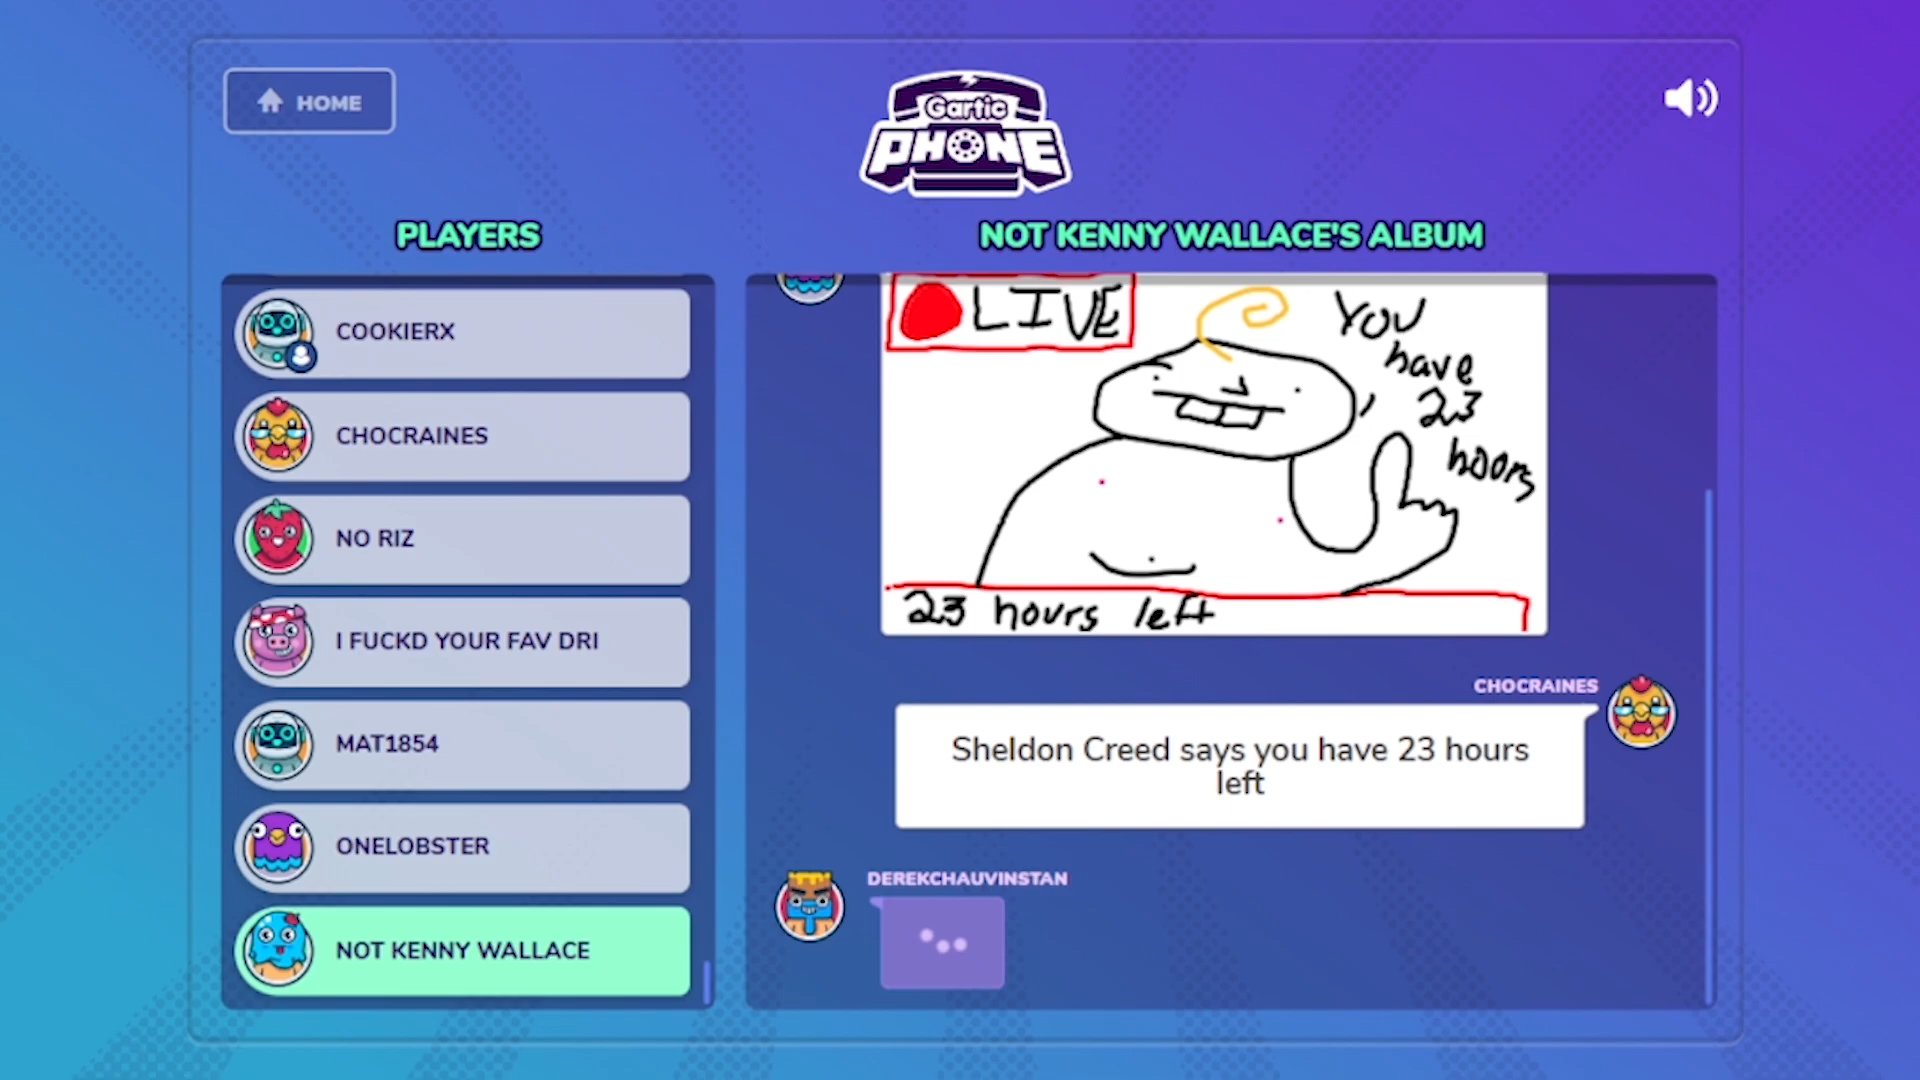 HOME
Gartic
PHONE
PLAYERS
COOKIERX
CHOCRAINES
NO RIZ
I FUCKD YOUR FAV DRI
MAT1854
ONELOBSTER
NOT KENNY WALLACE
NOT KENNY WALLACE'S ALBUM
LIVE
You
have
23
hoors
23 hours left
CHOCRAINES
Sheldon Creed says you have 23 hours
left
DEREKCHAUVINSTAN